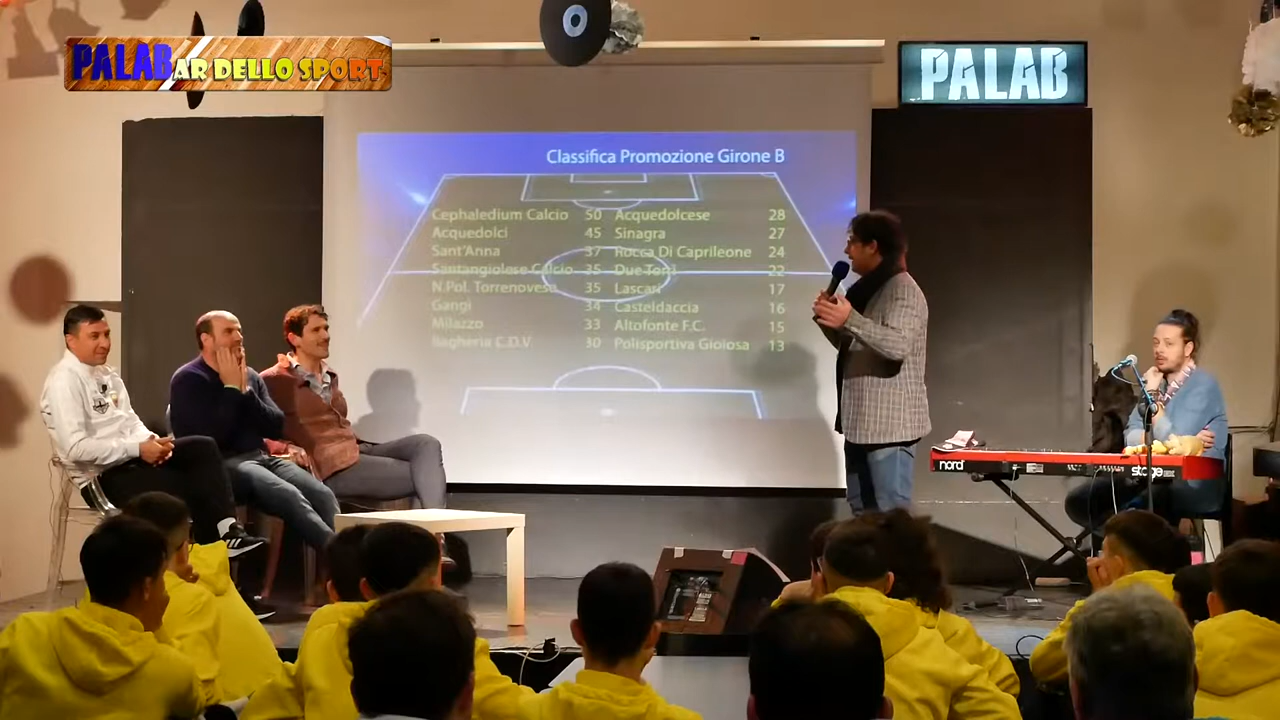 PALABAR DELLO SPORT
PALAB
Classifica Promozione Girone B
Cephaledium Calcio 50 Acquedolcese 28
Acquedolci 45 Sinagra 27
Sant'Anna 37 Rocca Di Caprileone 24
Santangiolese Calcio 35 Due Torri 22
N.Pol. Torrenovese 35 Lascari 17
Gangi 34 Casteldaccia 16
Milazzo 33 Altofonte F.C. 15
Bagheria C.D.V. 30 Polisportiva Gioiosa 13
nord stage